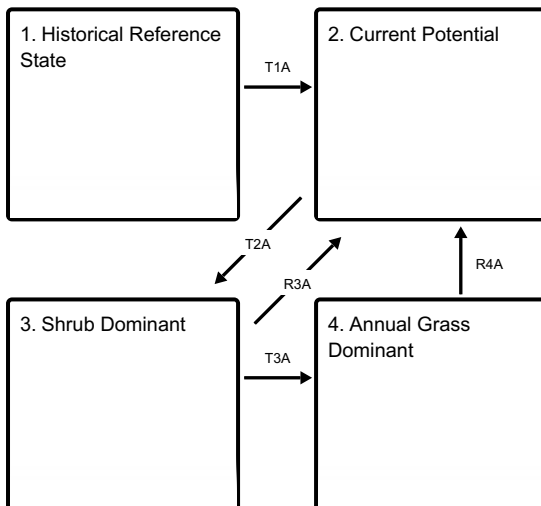 1. Historical Reference
State
T1A
2. Current Potential
T2A
R3A
R4A
3. Shrub Dominant
T3A
4. Annual Grass
Dominant